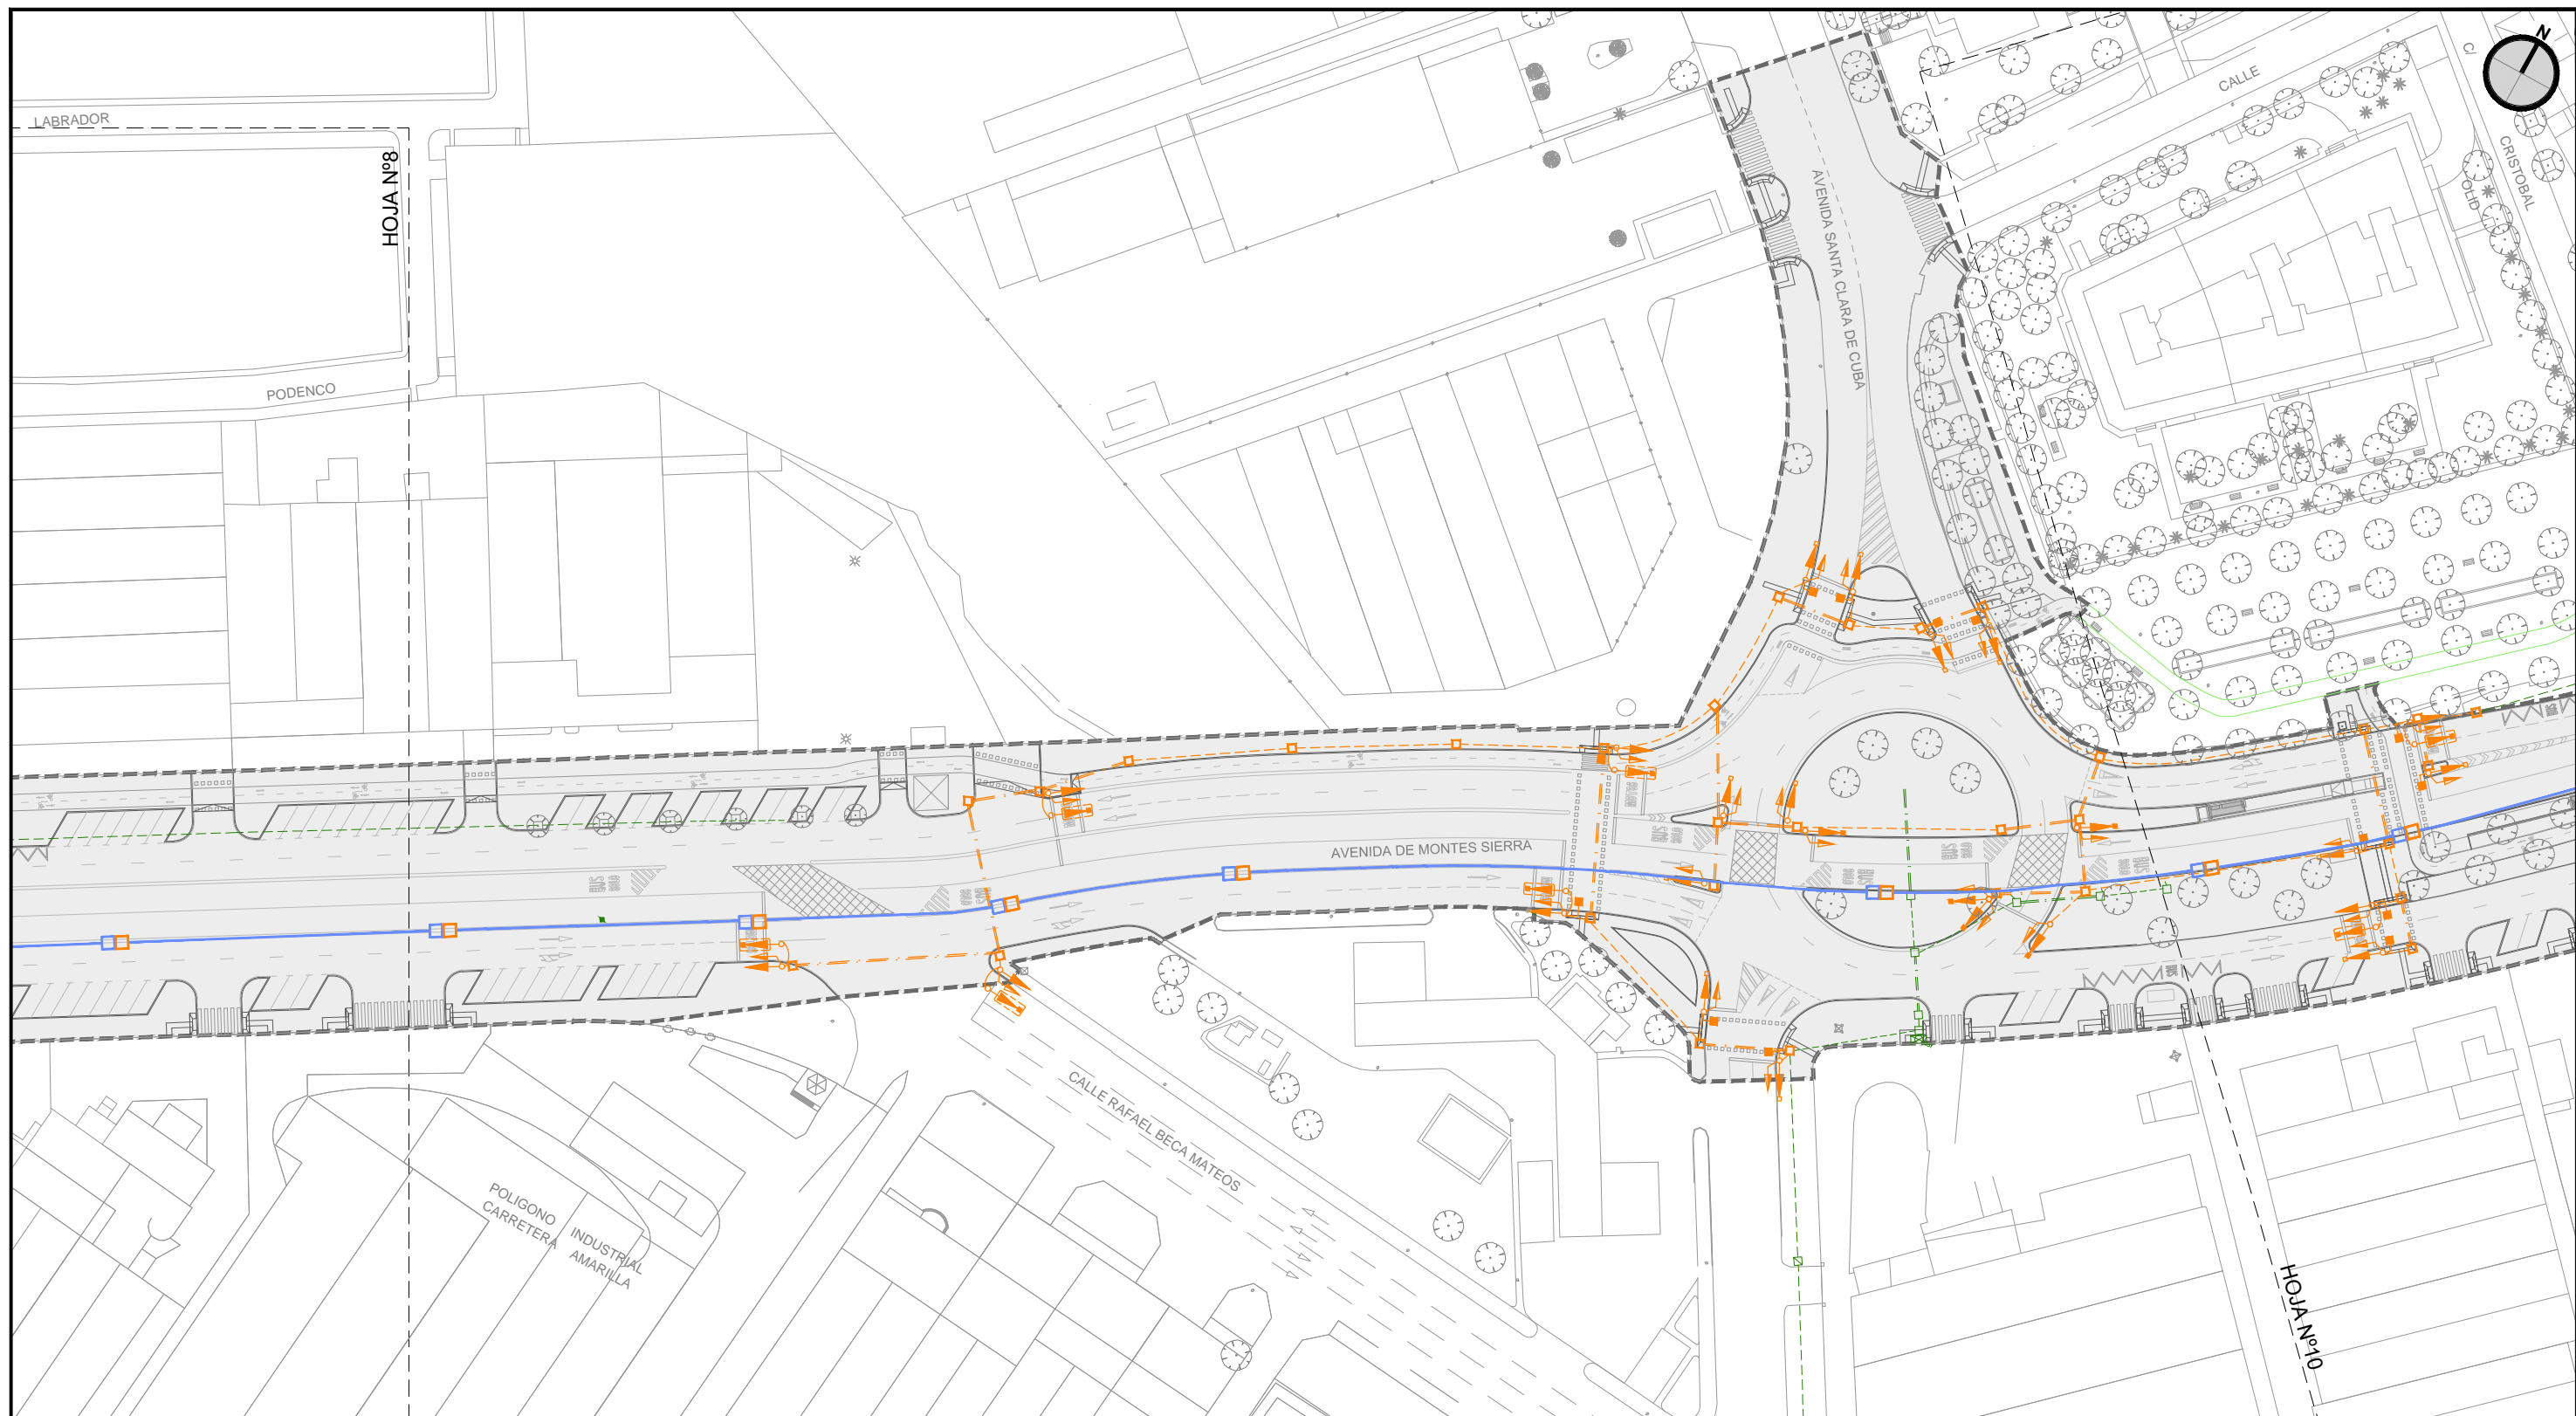 N
C/
CALLE
LABRADOR
HOJA Nº8
CRISTOBAL
OLID
AVENIDA SANTA CLARA DE CUBA
PODENCO
AVENIDA DE MONTES SIERRA
BUS
CALLE RAFAEL BECA MATEOS
POLIGONO INDUSTRIAL
CARRETERA AMARILLA
HOJA Nº10